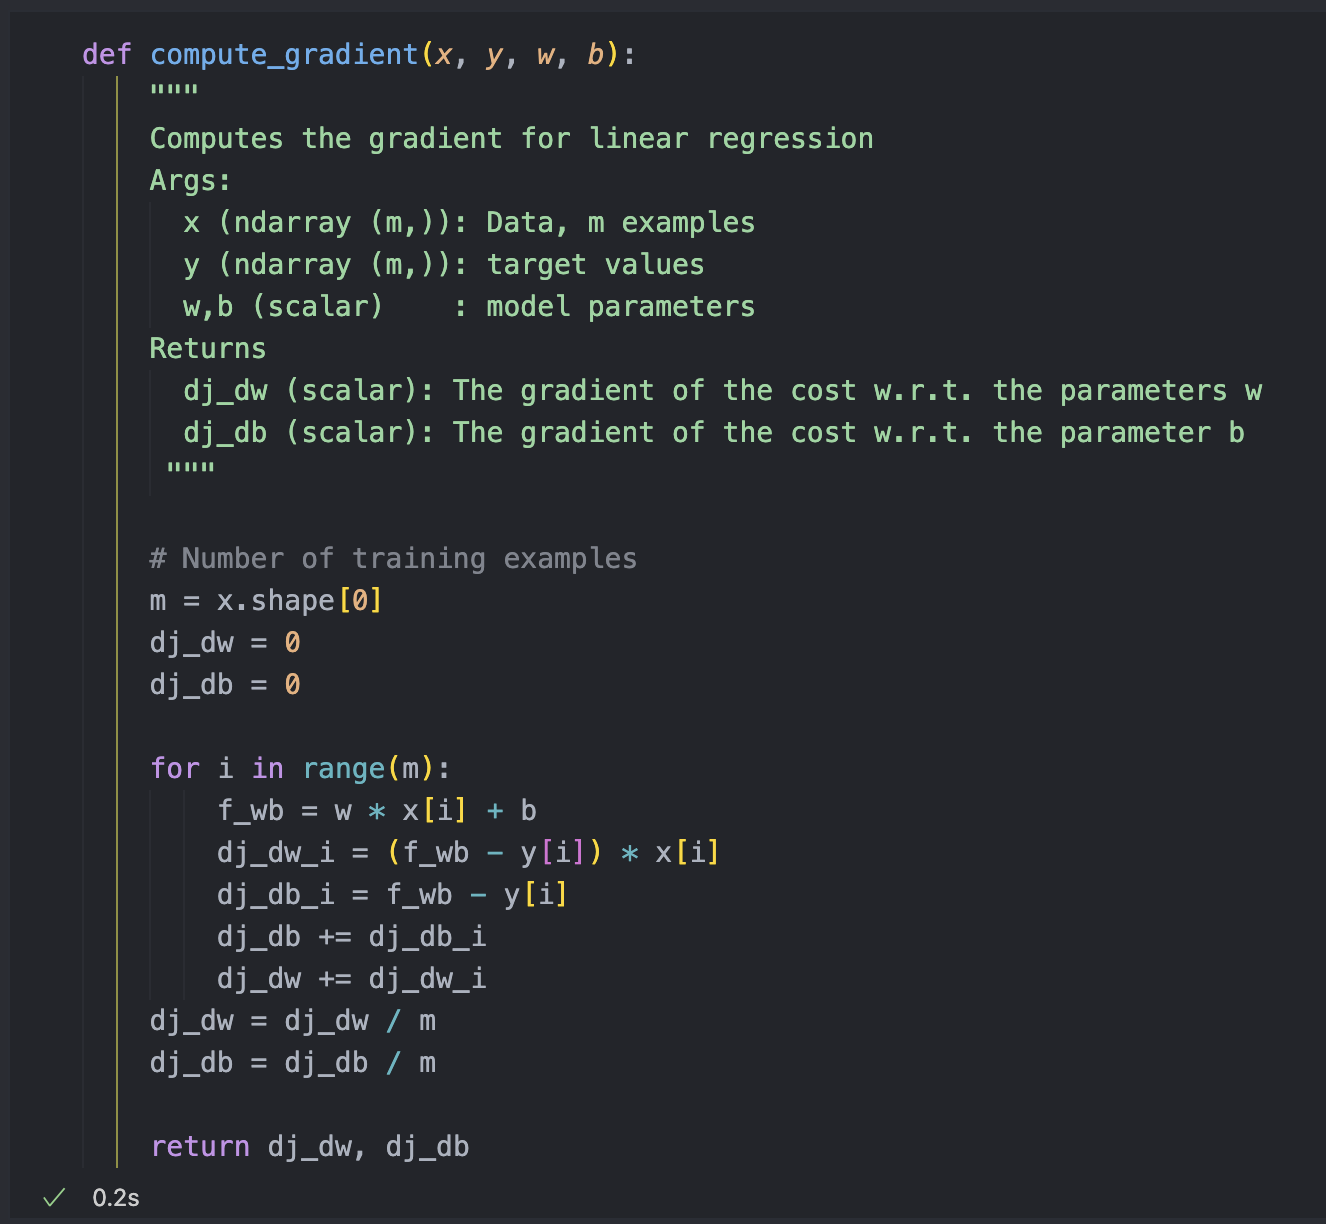 def compute_gradient(x, y, w, b):
    """
    Computes the gradient for linear regression
    Args:
      x (ndarray (m,)): Data, m examples
      y (ndarray (m,)): target values
      w,b (scalar)    : model parameters
    Returns
      dj_dw (scalar): The gradient of the cost w.r.t. the parameters w
      dj_db (scalar): The gradient of the cost w.r.t. the parameter b
     """

    # Number of training examples
    m = x.shape[0]
    dj_dw = 0
    dj_db = 0

    for i in range(m):
        f_wb = w * x[i] + b
        dj_dw_i = (f_wb - y[i]) * x[i]
        dj_db_i = f_wb - y[i]
        dj_db += dj_db_i
        dj_dw += dj_dw_i
    dj_dw = dj_dw / m
    dj_db = dj_db / m

    return dj_dw, dj_db
✓ 0.2s